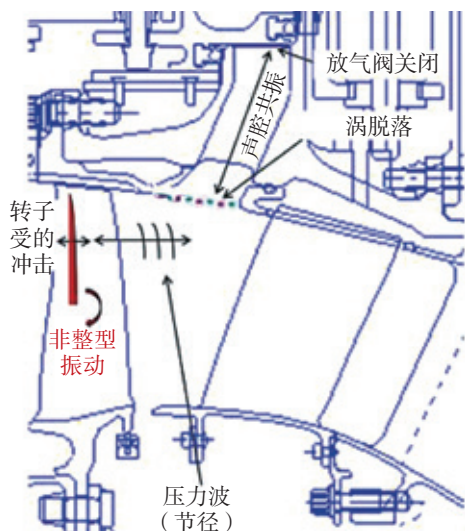 放气阀关闭
声腔共振
涡脱落
转子
受的
冲击
非整型
振动
压力波
（节径）